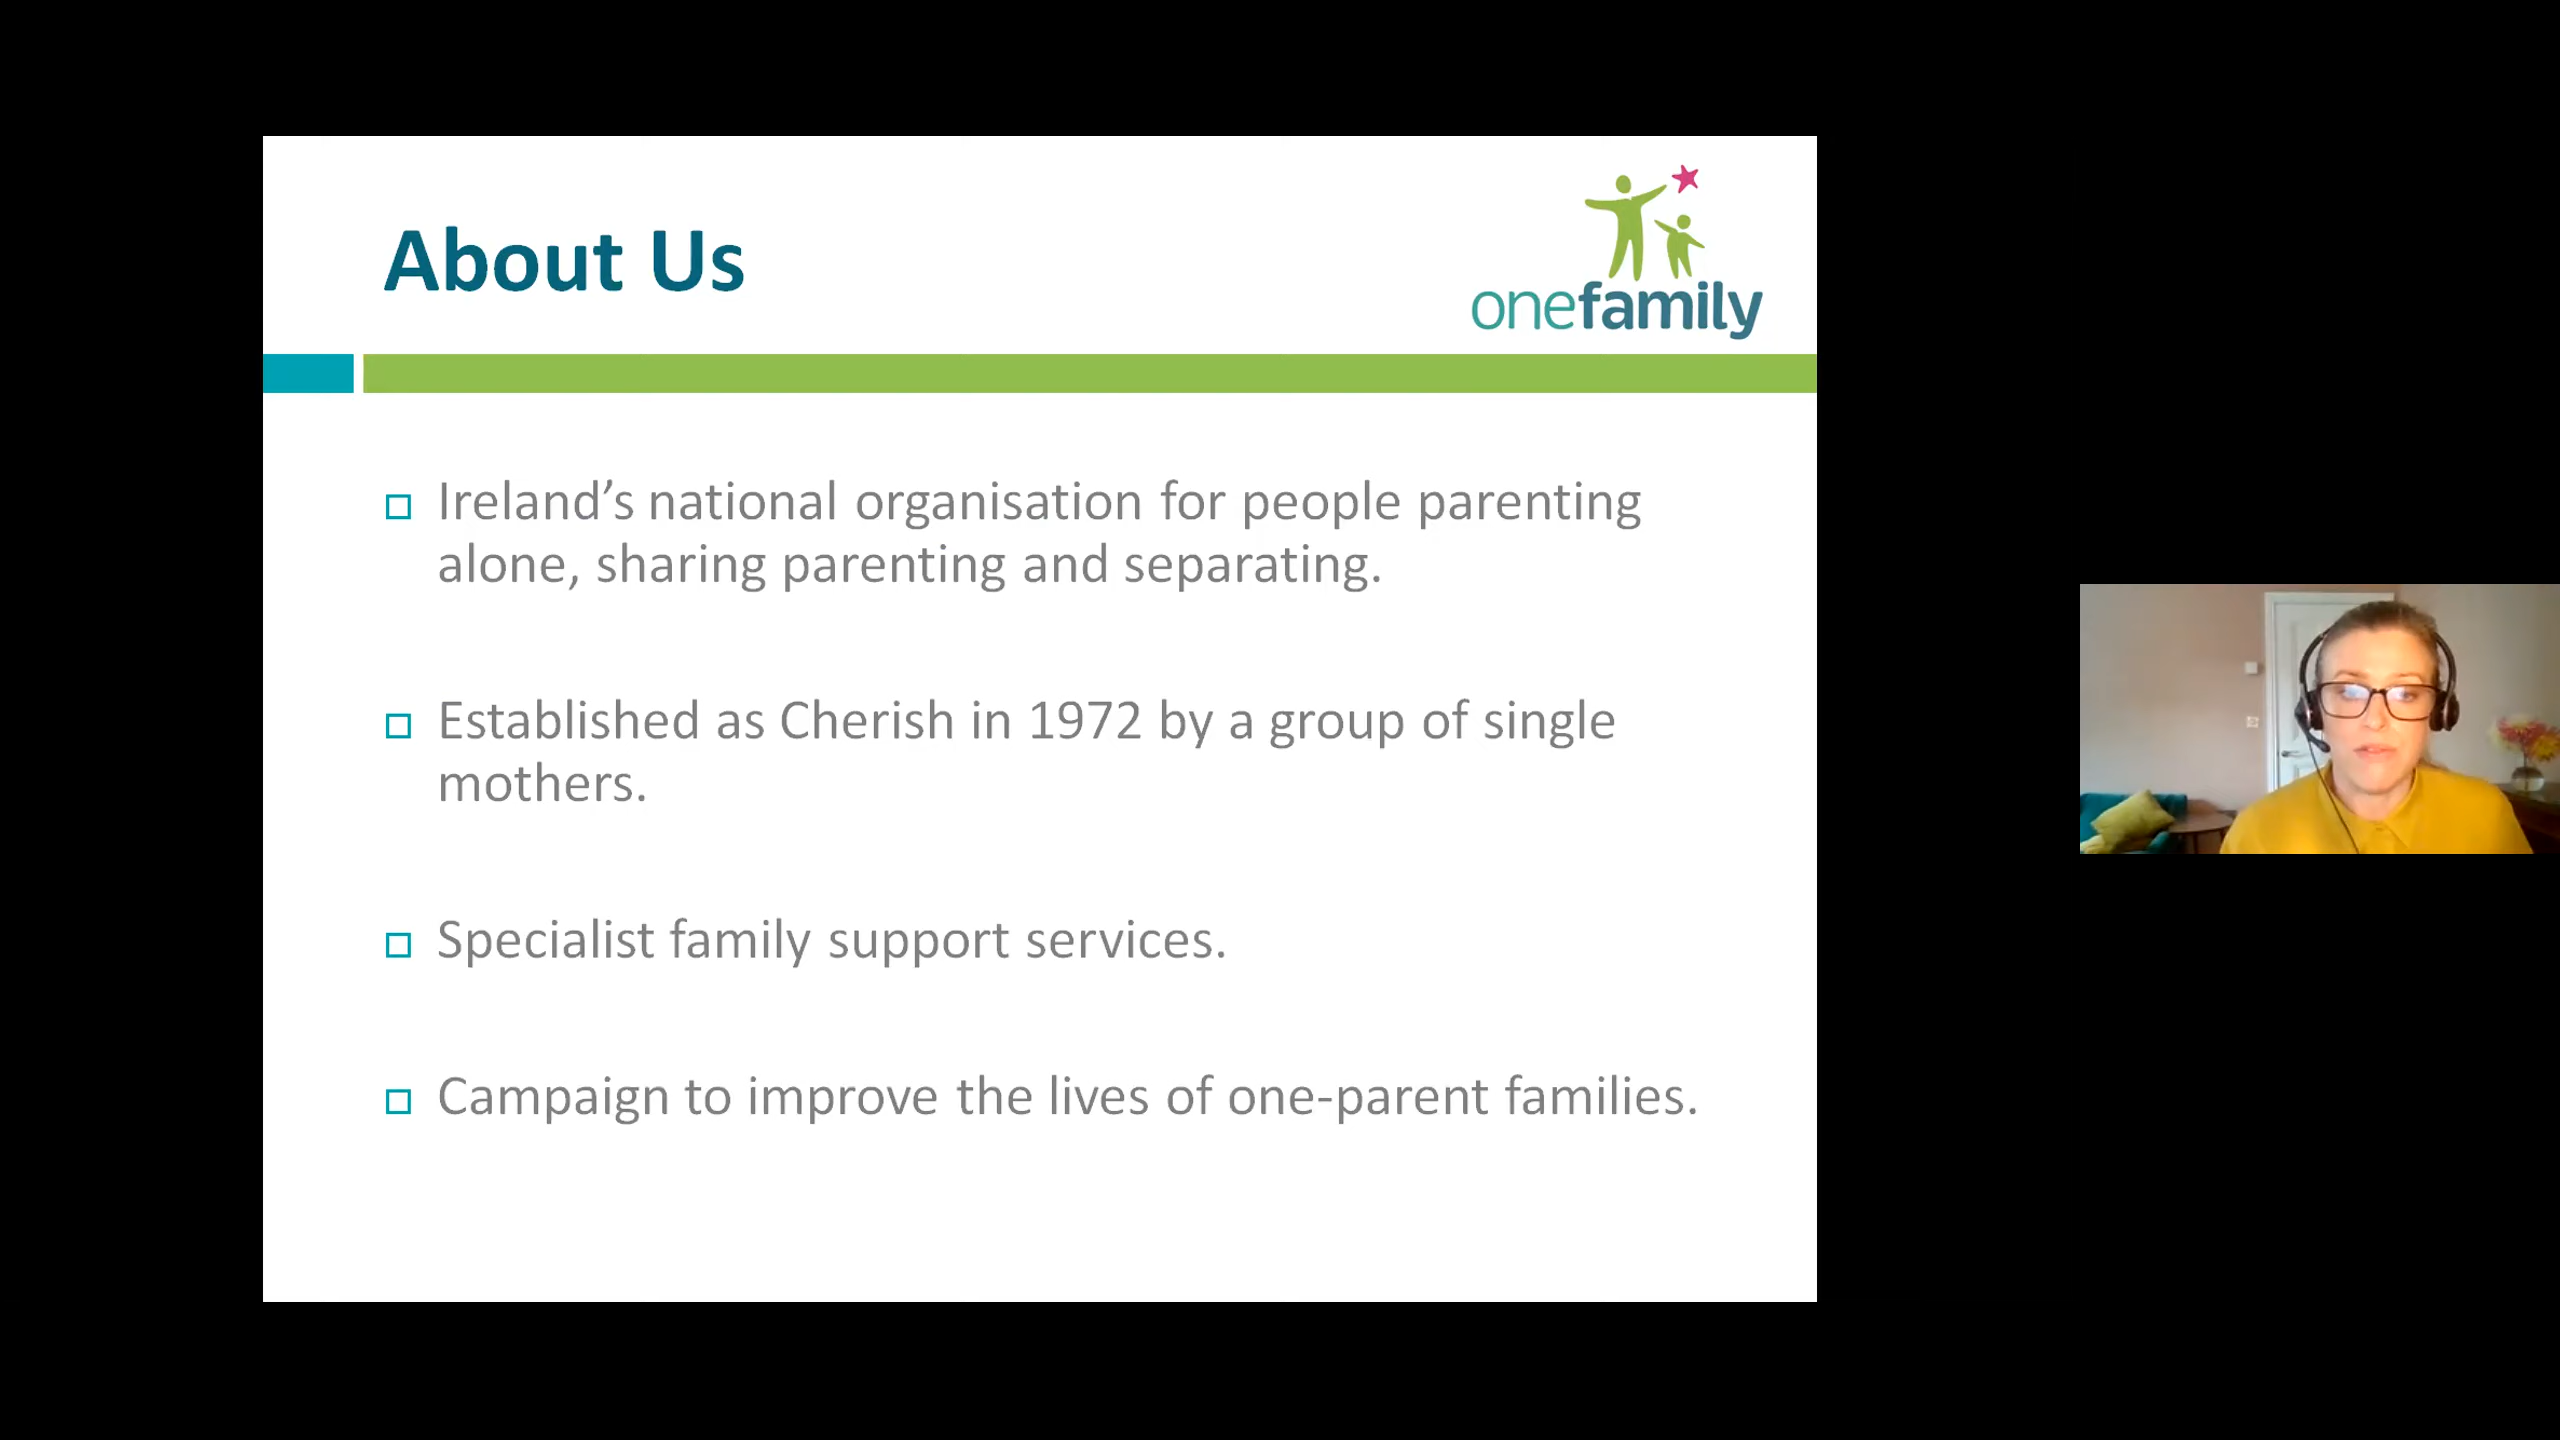 About Us
onefamily
Ireland’s national organisation for people parenting
alone, sharing parenting and separating.
Established as Cherish in 1972 by a group of single
mothers.
Specialist family support services.
Campaign to improve the lives of one-parent families.